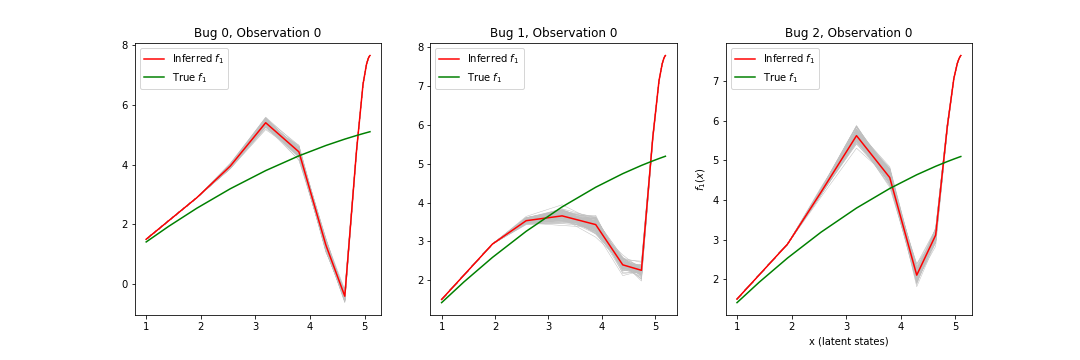 Bug 0, Observation 0
8
6
4
2
0
1 2 3 4 5
Inferred f₁
True f₁
Bug 1, Observation 0
8
7
6
5
4
3
2
1 2 3 4 5
Inferred f₁
True f₁
Bug 2, Observation 0
f₁(x)
7
6
5
4
3
2
1 2 3 4 5
x (latent states)
Inferred f₁
True f₁